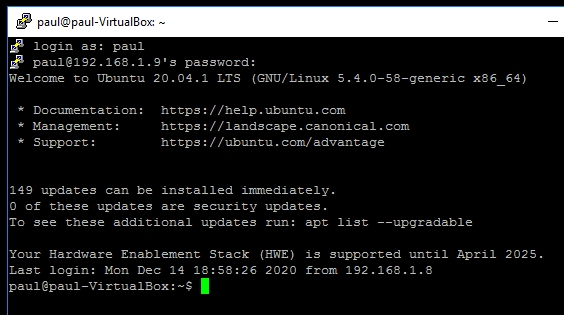 paul@paul-VirtualBox: ~
login as: paul
paul@192.168.1.9's password:
Welcome to Ubuntu 20.04.1 LTS (GNU/Linux 5.4.0-58-generic x86_64)
* Documentation:  https://help.ubuntu.com
* Management:     https://landscape.canonical.com
* Support:        https://ubuntu.com/advantage
149 updates can be installed immediately.
0 of these updates are security updates.
To see these additional updates run: apt list --upgradable
Your Hardware Enablement Stack (HWE) is supported until April 2025.
Last login: Mon Dec 14 18:58:26 2020 from 192.168.1.8
paul@paul-VirtualBox:~$